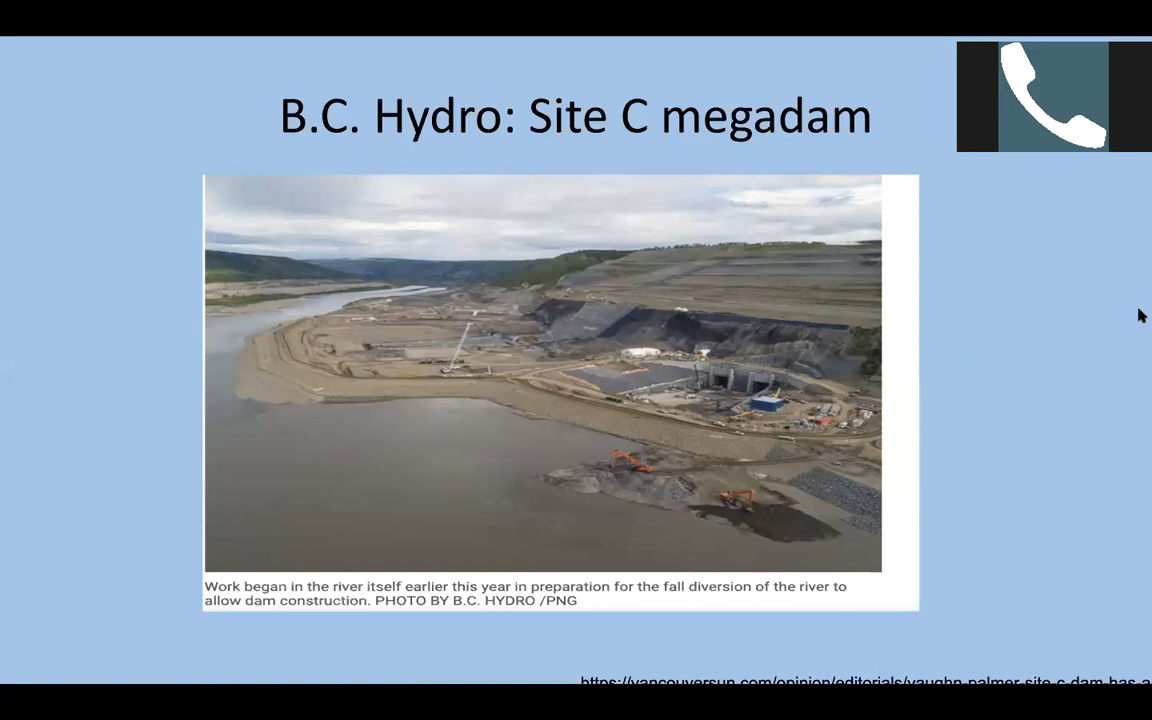 B.C. Hydro: Site C megadam
Work began in the river itself earlier this year in preparation for the fall diversion of the river to
allow dam construction. PHOTO BY B.C. HYDRO /PNG
https://vancouversun.com/opinion/editorials/vaughn-palmer-site-c-dam-has-a